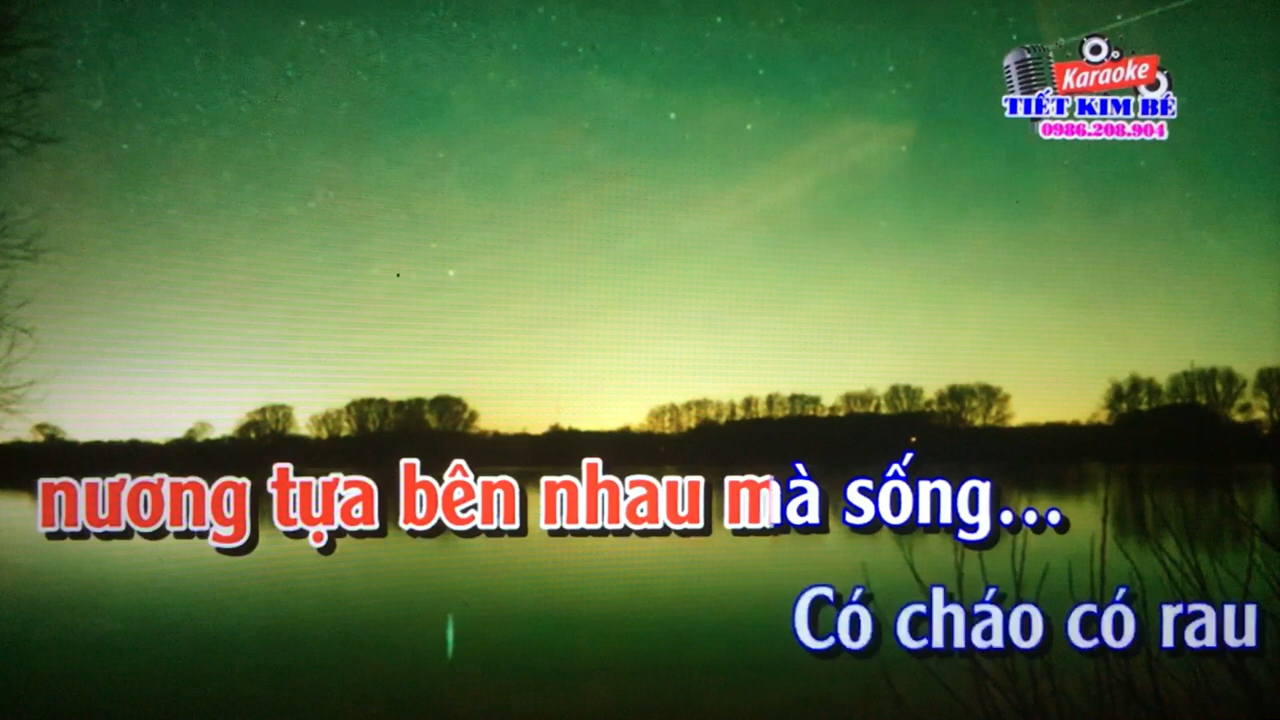 Karaoke
TIẾT KIM BÉ
0986.208.904
nương tựa bên nhau mà sống...
Có cháo có rau